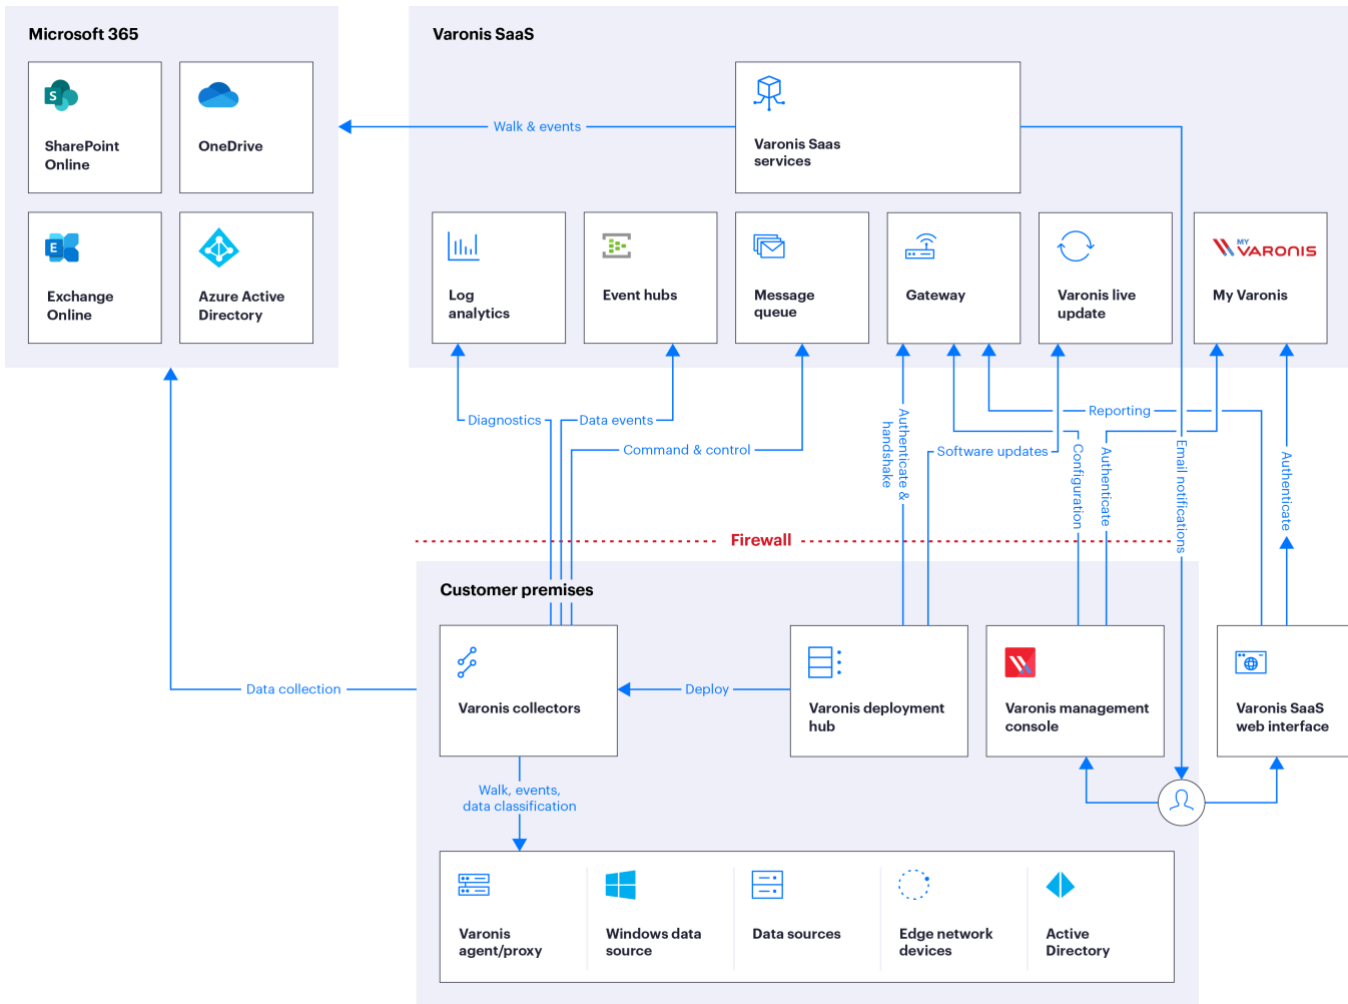 Microsoft 365
SharePoint
Online
OneDrive
Exchange
Online
Azure Active
Directory
Varonis SaaS
Varonis Saas
services
Walk & events
Log
analytics
Event hubs
Message
queue
Gateway
Varonis live
update
MY
VARONIS
My Varonis
Diagnostics
Data events
Command & control
Authenticate &
handshake
Software updates
Configuration
Authenticate
Reporting
Email notifications
Authenticate
Firewall
Customer premises
Varonis collectors
Data collection
Deploy
Varonis deployment
hub
Varonis management
console
Varonis SaaS
web interface
Walk, events,
data classification
Varonis
agent/proxy
Windows data
source
Data sources
Edge network
devices
Active
Directory